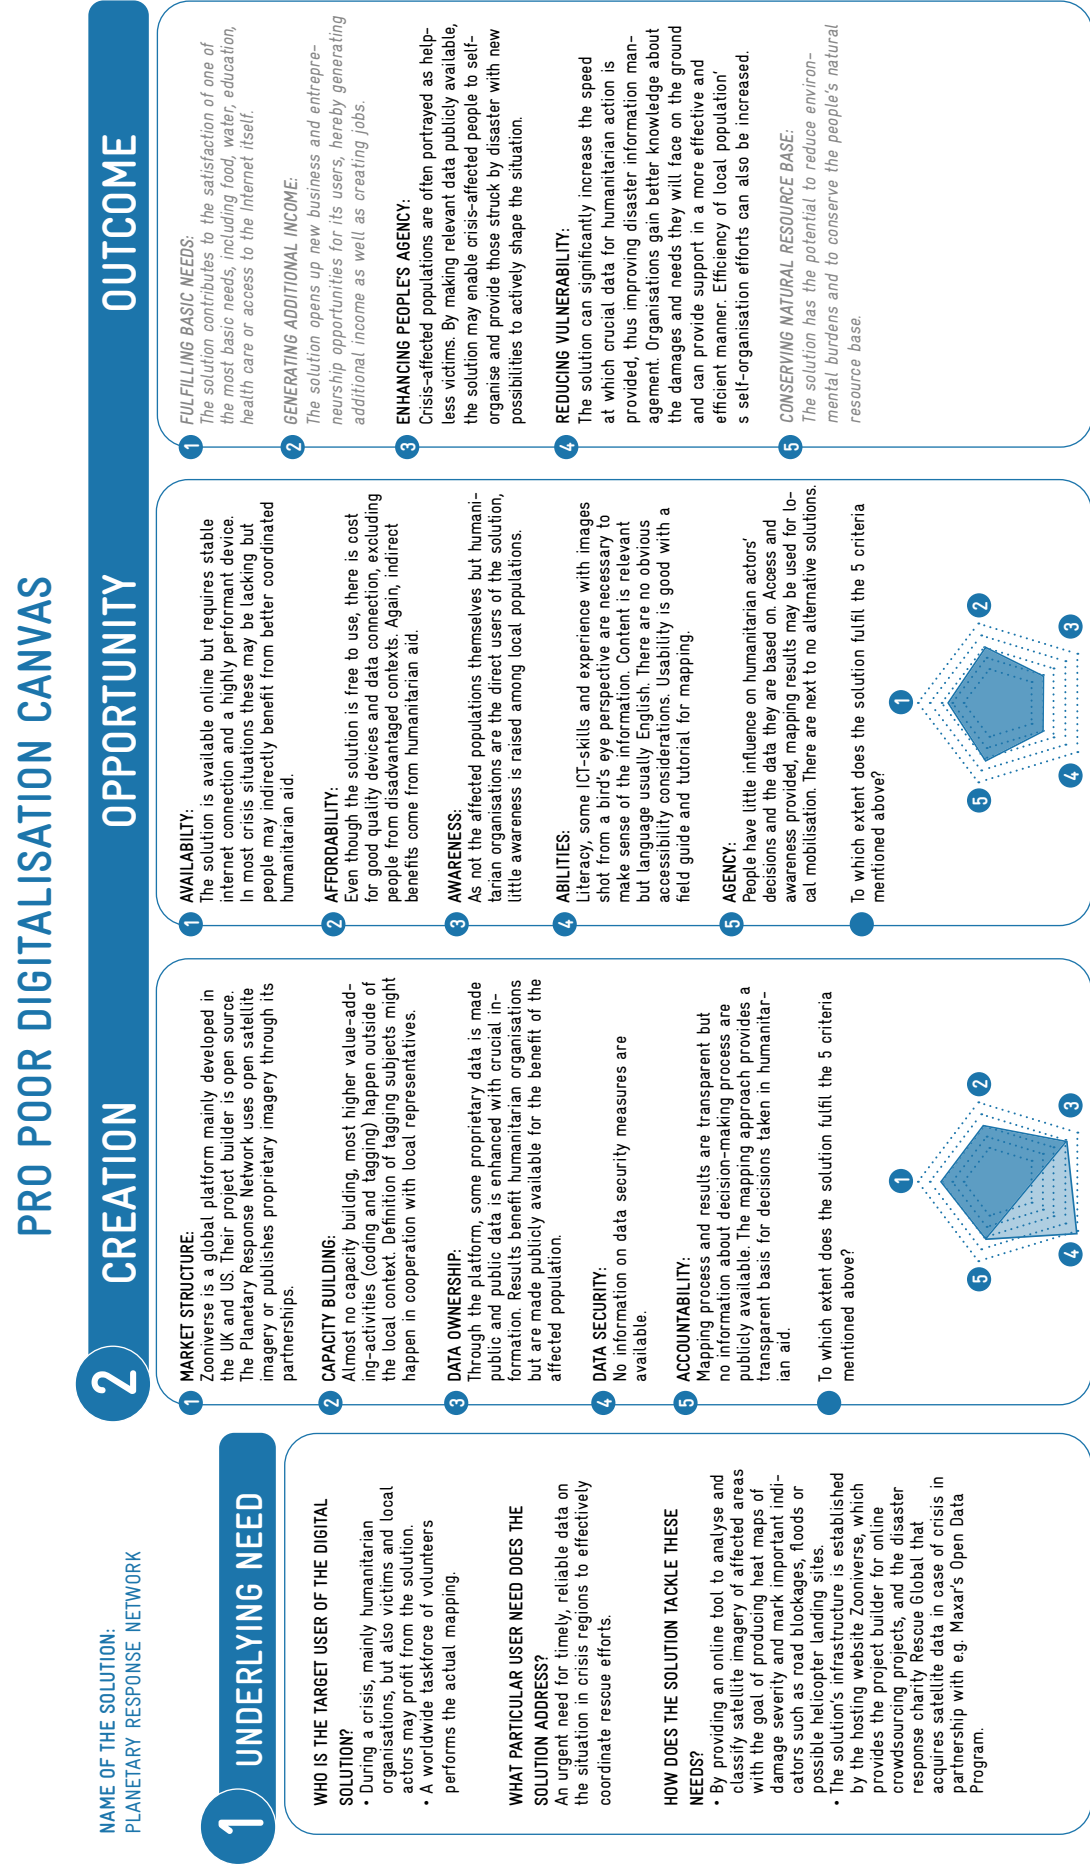 PRO POOR DIGITALISATION CANVAS
NAME OF THE SOLUTION:
PLANETARY RESPONSE NETWORK
1
UNDERLYING NEED
WHO IS THE TARGET USER OF THE DIGITAL
SOLUTION?
• During a crisis, mainly humanitarian
organisations, but also victims and local
actors may profit from the solution.
• A worldwide taskforce of volunteers
performs the actual mapping.
WHAT PARTICULAR USER NEED DOES THE
SOLUTION ADDRESS?
An urgent need for timely, reliable data on
the situation in crisis regions to effectively
coordinate rescue efforts.
HOW DOES THE SOLUTION TACKLE THESE
NEEDS?
• By providing an online tool to analyse and
classify satellite imagery of affected areas
with the goal of producing heat maps of
damage severity and mark important indi-
cators such as road blockages, floods or
possible helicopter landing sites.
• The solution's infrastructure is established
by the hosting website Zooniverse, which
provides the project builder for online
crowdsourcing projects, and the disaster
response charity Rescue Global that
acquires satellite data in case of crisis in
partnership with e.g. Maxar's Open Data
Program.
2
CREATION
1
MARKET STRUCTURE:
Zooniverse is a global platform mainly developed in
the UK and US. Their project builder is open source.
The Planetary Response Network uses open satellite
imagery or publishes proprietary imagery through its
partnerships.
2
CAPACITY BUILDING:
Almost no capacity building, most higher value-add-
ing-activities (coding and tagging) happen outside of
the local context. Definition of tagging subjects might
happen in cooperation with local representatives.
3
DATA OWNERSHIP:
Through the platform, some proprietary data is made
public and public data is enhanced with crucial in-
formation. Results benefit humanitarian organisations
but are made publicly available for the benefit of the
affected population.
4
DATA SECURITY:
No information on data security measures are
available.
5
ACCOUNTABILITY:
Mapping process and results are transparent but
no information about decision-making process are
publicly available. The mapping approach provides a
transparent basis for decisions taken in humanitar-
ian aid.
To which extent does the solution fulfil the 5 criteria
mentioned above?
1
2
3
4
5
OPPORTUNITY
1
AVAILABILTY:
The solution is available online but requires stable
internet connection and a highly performant device.
In most crisis situations these may be lacking but
people may indirectly benefit from better coordinated
humanitarian aid.
2
AFFORDABILITY:
Even though the solution is free to use, there is cost
for good quality devices and data connection, excluding
people from disadvantaged contexts. Again, indirect
benefits come from humanitarian aid.
3
AWARENESS:
As not the affected populations themselves but humani-
tarian organisations are the direct users of the solution,
little awareness is raised among local populations.
4
ABILITIES:
Literacy, some ICT-skills and experience with images
shot from a bird's eye perspective are necessary to
make sense of the information. Content is relevant
but language usually English. There are no obvious
accessibility considerations. Usability is good with a
field guide and tutorial for mapping.
5
AGENCY:
People have little influence on humanitarian actors'
decisions and the data they are based on. Access and
awareness provided, mapping results may be used for lo-
cal mobilisation. There are next to no alternative solutions.
To which extent does the solution fulfil the 5 criteria
mentioned above?
1
2
3
4
5
OUTCOME
1
FULFILLING BASIC NEEDS:
The solution contributes to the satisfaction of one of
the most basic needs, including food, water, education,
health care or access to the Internet itself.
2
GENERATING ADDITIONAL INCOME:
The solution opens up new business and entrepre-
neurship opportunities for its users, hereby generating
additional income as well as creating jobs.
3
ENHANCING PEOPLE'S AGENCY:
Crisis-affected populations are often portrayed as help-
less victims. By making relevant data publicly available,
the solution may enable crisis-affected people to self-
organise and provide those struck by disaster with new
possibilities to actively shape the situation.
4
REDUCING VULNERABILITY:
The solution can significantly increase the speed
at which crucial data for humanitarian action is
provided, thus improving disaster information man-
agement. Organisations gain better knowledge about
the damages and needs they will face on the ground
and can provide support in a more effective and
efficient manner. Efficiency of local population'
s self-organisation efforts can also be increased.
5
CONSERVING NATURAL RESOURCE BASE:
The solution has the potential to reduce environ-
mental burdens and to conserve the people's natural
resource base.